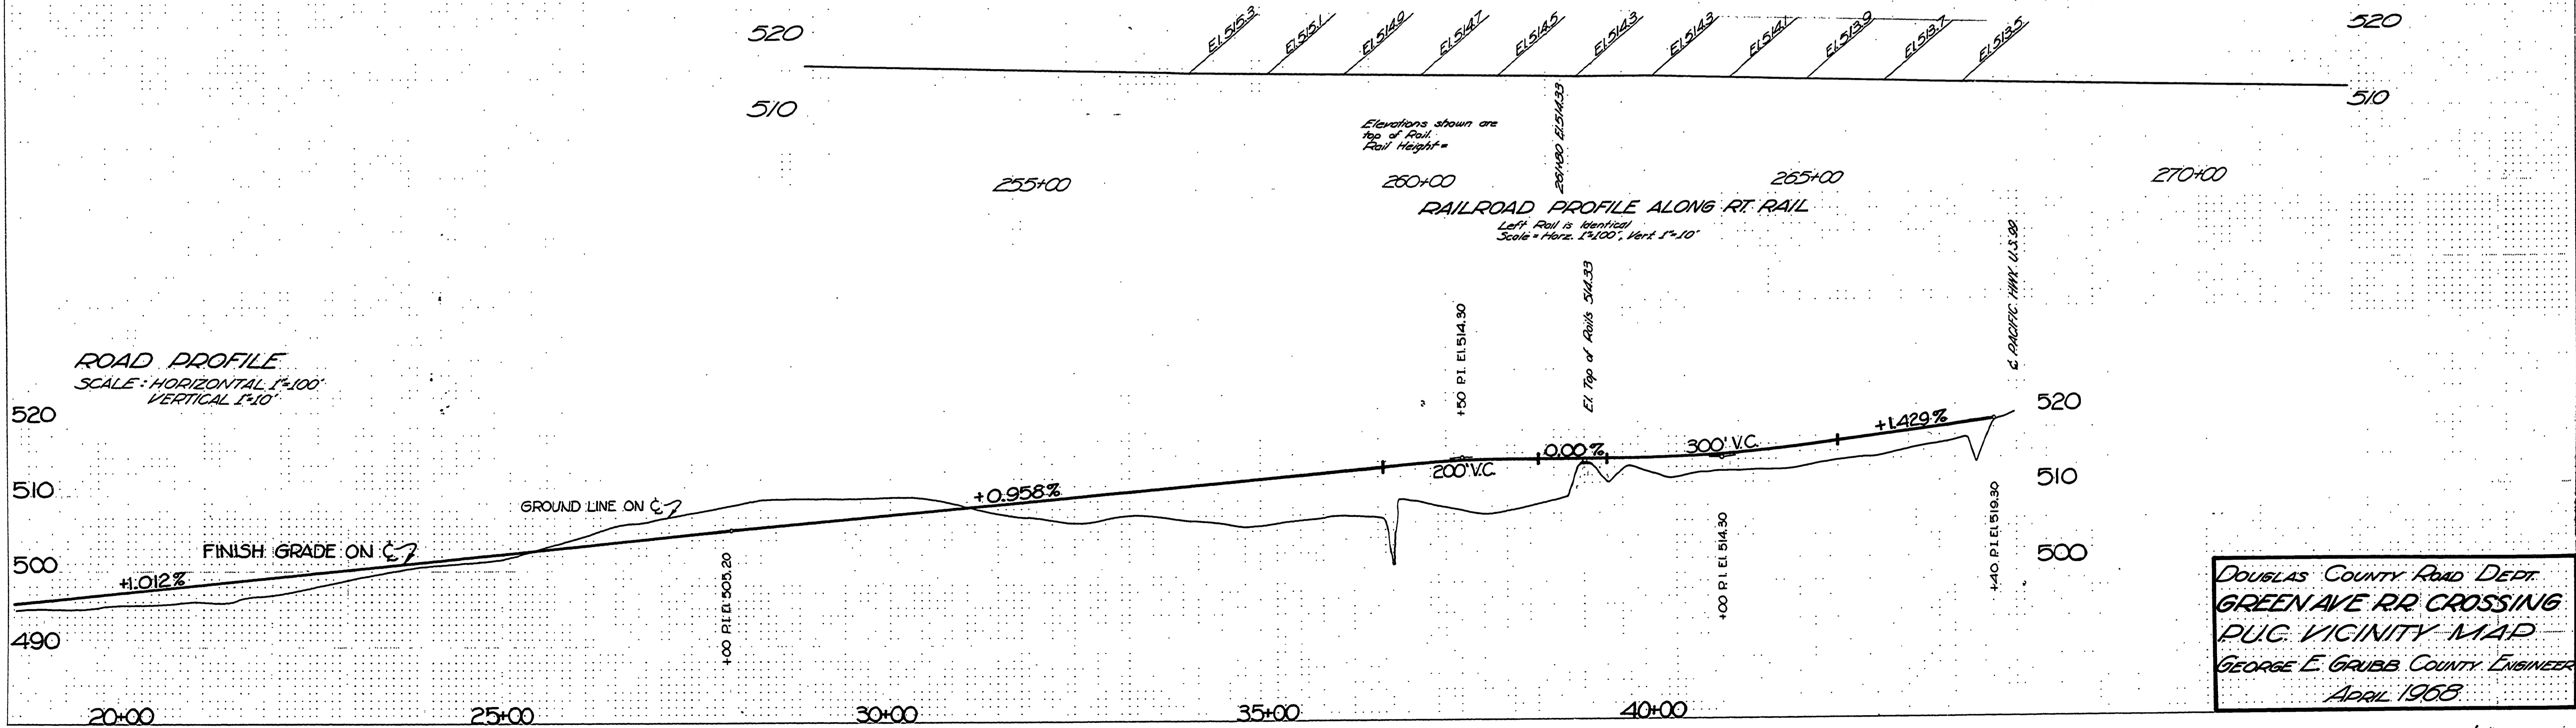 520
El.515.3
El.515.1
El.514.9
El.514.7
El.514.5
El.514.3
El.514.3
El.514.1
El.513.9
El.513.7
El.513.5
520
510
510
Elevations shown are
top of Rail.
Rail Height =
261+80 El.514.33
255+00
260+00
265+00
270+00
RAILROAD PROFILE ALONG RT. RAIL
Left Rail is Identical
Scale = Horz. 1"=100', Vert. 1"=10'
ROAD PROFILE
SCALE: HORIZONTAL 1"=100'
VERTICAL 1"=10'
+50 P.I. El.514.30
El. Top of Rails 514.33
℄ PACIFIC HWY. U.S. 99
520
520
+1.429%
300' V.C.
0.00%
200' V.C.
510
510
+0.958%
GROUND LINE ON ℄
FINISH GRADE ON ℄
500
500
+1.012%
+00 P.I. El. 505.20
+00 P.I. El. 514.30
+40 P.I. El. 519.30
490
20+00
25+00
30+00
35+00
40+00
DOUGLAS COUNTY ROAD DEPT.
GREEN AVE RR CROSSING
P.U.C. VICINITY MAP
GEORGE E. GRUBB COUNTY ENGINEER
APRIL 1968